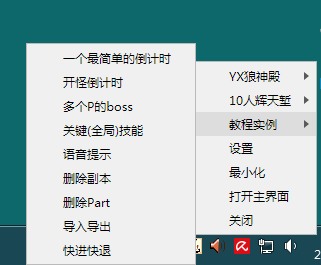 一个最简单的倒计时
开怪倒计时
多个P的boss
关键(全局)技能
语音提示
删除副本
删除Part
导入导出
快进快退
YX狼神殿
10人辉天堑
教程实例
设置
最小化
打开主界面
关闭
2